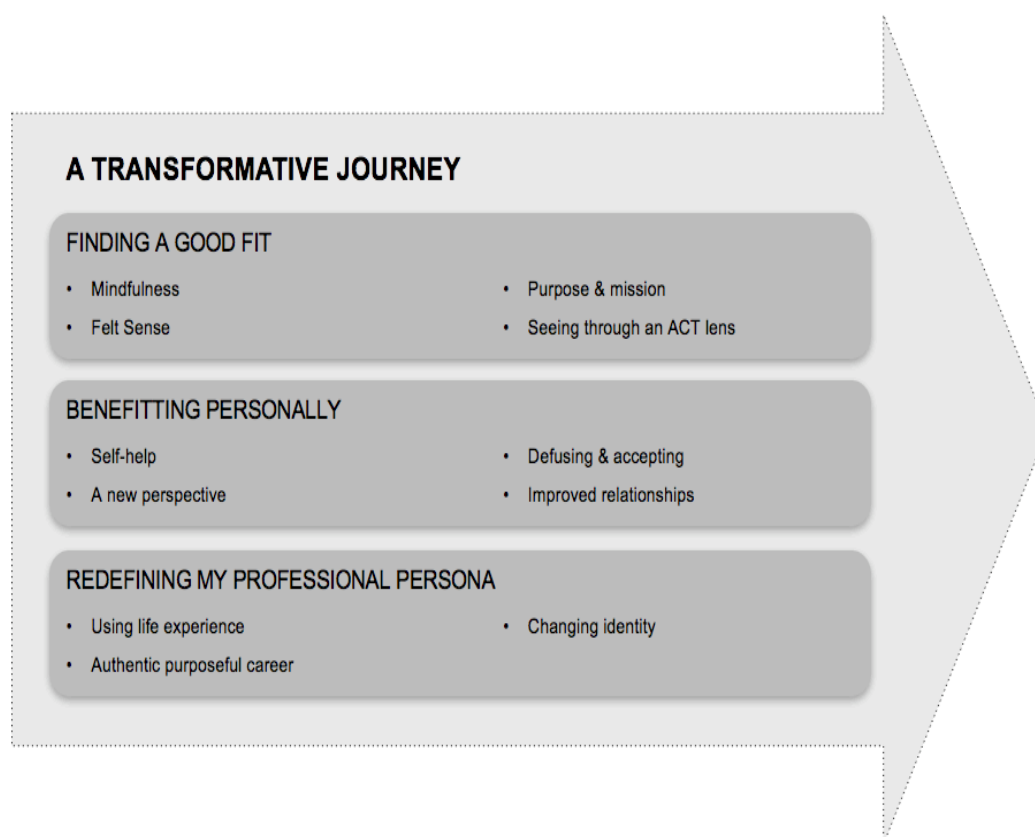 A TRANSFORMATIVE JOURNEY
FINDING A GOOD FIT
• Mindfulness
• Felt Sense
• Purpose & mission
• Seeing through an ACT lens
BENEFITTING PERSONALLY
• Self-help
• A new perspective
• Defusing & accepting
• Improved relationships
REDEFINING MY PROFESSIONAL PERSONA
• Using life experience
• Authentic purposeful career
• Changing identity